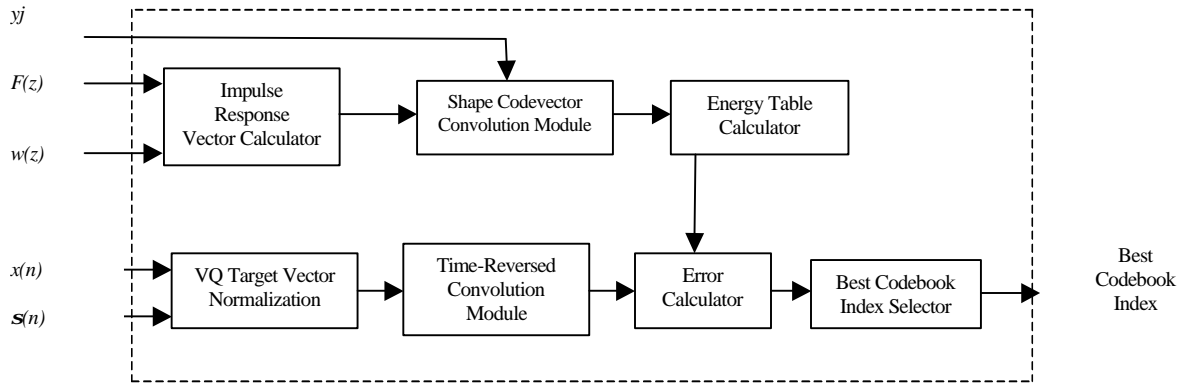 yj
F(z)
w(z)
Impulse
Response
Vector Calculator
Shape Codevector
Convolution Module
Energy Table
Calculator
x(n)
s(n)
VQ Target Vector
Normalization
Time-Reversed
Convolution
Module
Error
Calculator
Best Codebook
Index Selector
Best
Codebook
Index